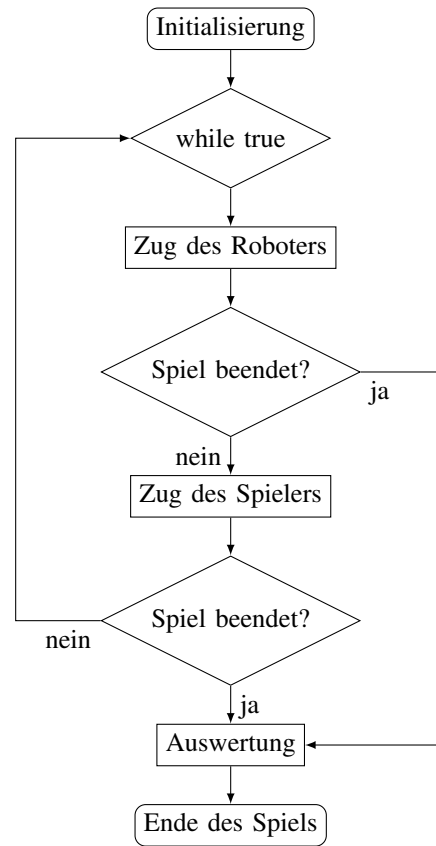 Initialisierung
while true
Zug des Roboters
Spiel beendet?
ja
nein
Zug des Spielers
Spiel beendet?
nein
ja
Auswertung
Ende des Spiels